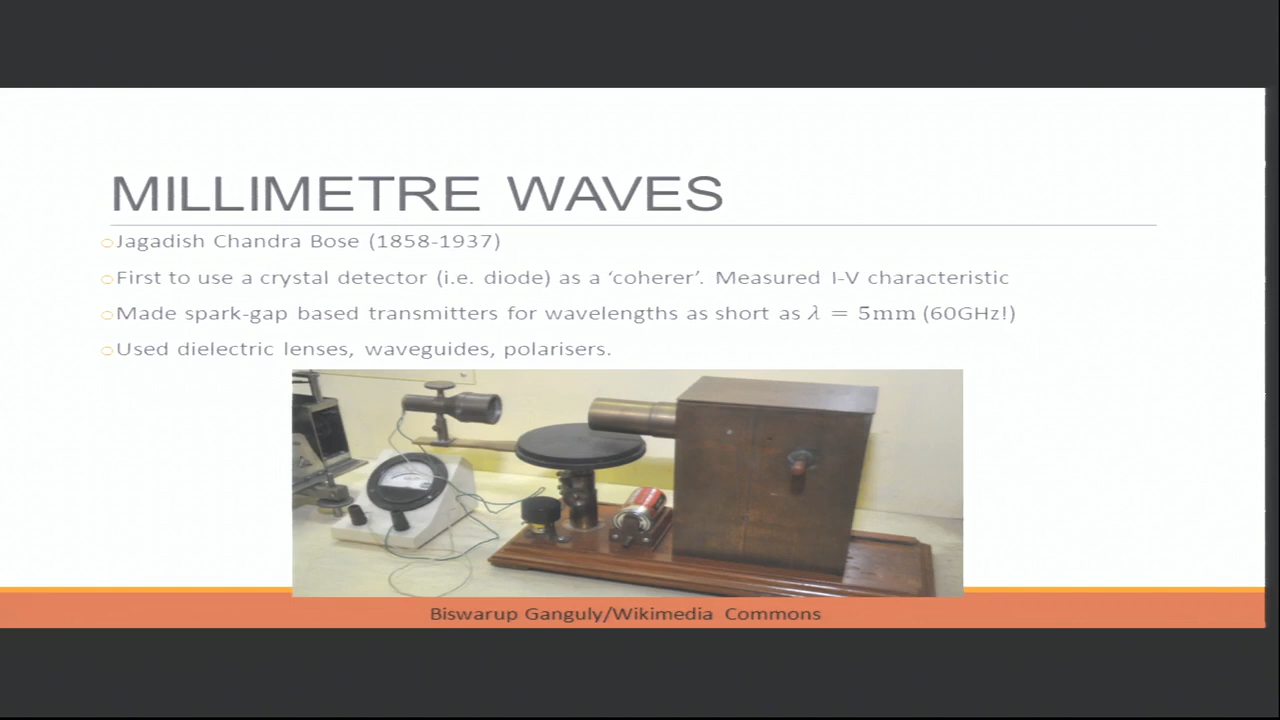 MILLIMETRE WAVES
Jagadish Chandra Bose (1858-1937)
First to use a crystal detector (i.e. diode) as a ‘coherer’. Measured I-V characteristic
Made spark-gap based transmitters for wavelengths as short as λ = 5mm (60GHz!)
Used dielectric lenses, waveguides, polarisers.
Biswarup Ganguly/Wikimedia Commons